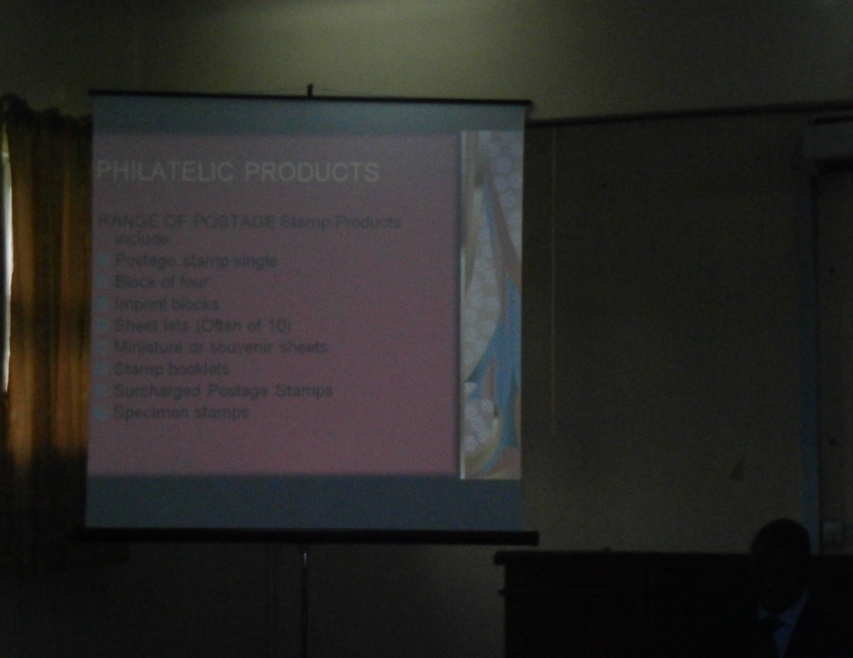 PHILATELIC PRODUCTS
RANGE OF POSTAGE Stamp Products
include:
Postage stamp single
Block of four
Imprint blocks
Sheet lets (Often of 10)
Miniature or souvenir sheets
Stamp booklets
Surcharged Postage Stamps
Specimen stamps